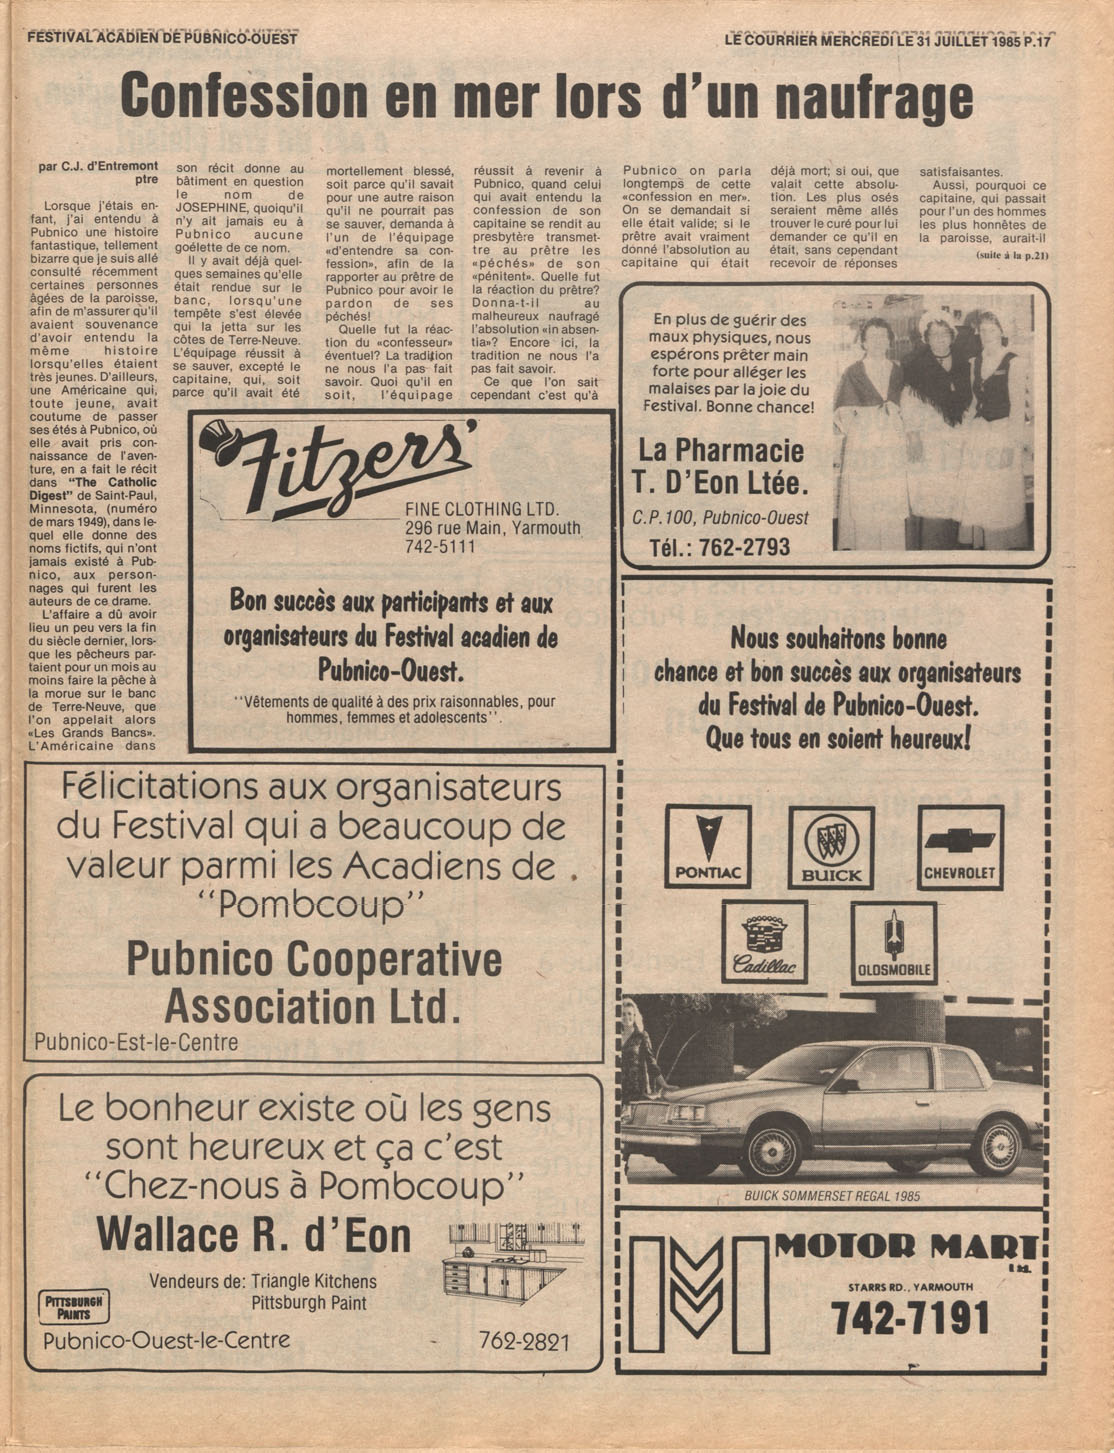 FESTIVAL ACADIEN DE PUBNICO-OUEST
LE COURRIER MERCREDI LE 31 JUILLET 1985 P.17
Confession en mer lors d'un naufrage
par C.J. d'Entremont
ptre
Lorsque j'étais en-
fant, j'ai entendu à
Pubnico une histoire
fantastique, tellement
bizarre que je suis allé
consulté récemment
certaines personnes
âgées de la paroisse,
afin de m'assurer qu'il
avaient souvenance
d'avoir entendu la
même histoire
lorsqu'elles étaient
très jeunes. D'ailleurs,
une Américaine qui,
toute jeune, avait
coutume de passer
ses étés à Pubnico, où
elle avait pris con-
naissance de l'aven-
ture, en a fait le récit
dans "The Catholic
Digest" de Saint-Paul,
Minnesota, (numéro
de mars 1949), dans le-
quel elle donne des
noms fictifs, qui n'ont
jamais existé à Pub-
nico, aux person-
nages qui furent les
auteurs de ce drame.
L'affaire a dû avoir
lieu un peu vers la fin
du siècle dernier, lors-
que les pêcheurs par-
taient pour un mois au
moins faire la pêche à
la morue sur le banc
de Terre-Neuve, que
l'on appelait alors
«Les Grands Bancs».
L'Américaine dans
son récit donne au
bâtiment en question
le nom de
JOSEPHINE, quoiqu'il
n'y ait jamais eu à
Pubnico aucune
goélette de ce nom.
Il y avait déjà quel-
ques semaines qu'elle
était rendue sur le
banc, lorsqu'une
tempête s'est élevée
qui la jetta sur les
côtes de Terre-Neuve.
L'équipage réussit à
se sauver, excepté le
capitaine, qui, soit
parce qu'il avait été
mortellement blessé,
soit parce qu'il savait
pour une autre raison
qu'il ne pourrait pas
se sauver, demanda à
l'un de l'équipage
«d'entendre sa con-
fession», afin de la
rapporter au prêtre de
Pubnico pour avoir le
pardon de ses
péchés!
Quelle fut la réac-
tion du «confesseur»
éventuel? La tradition
ne nous l'a pas fait
savoir. Quoi qu'il en
soit, l'équipage
réussit à revenir à
Pubnico, quand celui
qui avait entendu la
confession de son
capitaine se rendit au
presbytère transmet-
tre au prêtre les
«péchés» de son
«pénitent». Quelle fut
la réaction du prêtre?
Donna-t-il au
malheureux naufragé
l'absolution «in absen-
tia»? Encore ici, la
tradition ne nous l'a
pas fait savoir.
Ce que l'on sait
cependant c'est qu'à
Pubnico on parla
longtemps de cette
«confession en mer».
On se demandait si
elle était valide; si le
prêtre avait vraiment
donné l'absolution au
capitaine qui était
déjà mort; si oui, que
valait cette absolu-
tion. Les plus osés
seraient même allés
trouver le curé pour lui
demander ce qu'il en
était, sans cependant
recevoir de réponses
satisfaisantes.
Aussi, pourquoi ce
capitaine, qui passait
pour l'un des hommes
les plus honnêtes de
la paroisse, aurait-il
(suite à la p.21)
En plus de guérir des
maux physiques, nous
espérons prêter main
forte pour alléger les
malaises par la joie du
Festival. Bonne chance!
La Pharmacie
T. D'Eon Ltée.
C.P. 100, Pubnico-Ouest
Tél.: 762-2793
Fitzers'
FINE CLOTHING LTD.
296 rue Main, Yarmouth
742-5111
Bon succès aux participants et aux
organisateurs du Festival acadien de
Pubnico-Ouest.
"Vêtements de qualité à des prix raisonnables, pour
hommes, femmes et adolescents".
Nous souhaitons bonne
chance et bon succès aux organisateurs
du Festival de Pubnico-Ouest.
Que tous en soient heureux!
PONTIAC
BUICK
CHEVROLET
Cadillac
OLDSMOBILE
BUICK SOMMERSET REGAL 1985
MOTOR MART
Ltd.
STARRS RD., YARMOUTH
742-7191
Félicitations aux organisateurs
du Festival qui a beaucoup de
valeur parmi les Acadiens de
"Pombcoup"
Pubnico Cooperative
Association Ltd.
Pubnico-Est-le-Centre
Le bonheur existe où les gens
sont heureux et ça c'est
"Chez-nous à Pombcoup"
Wallace R. d'Eon
Vendeurs de: Triangle Kitchens
Pittsburgh Paint
PITTSBURGH
PAINTS
Pubnico-Ouest-le-Centre
762-2821